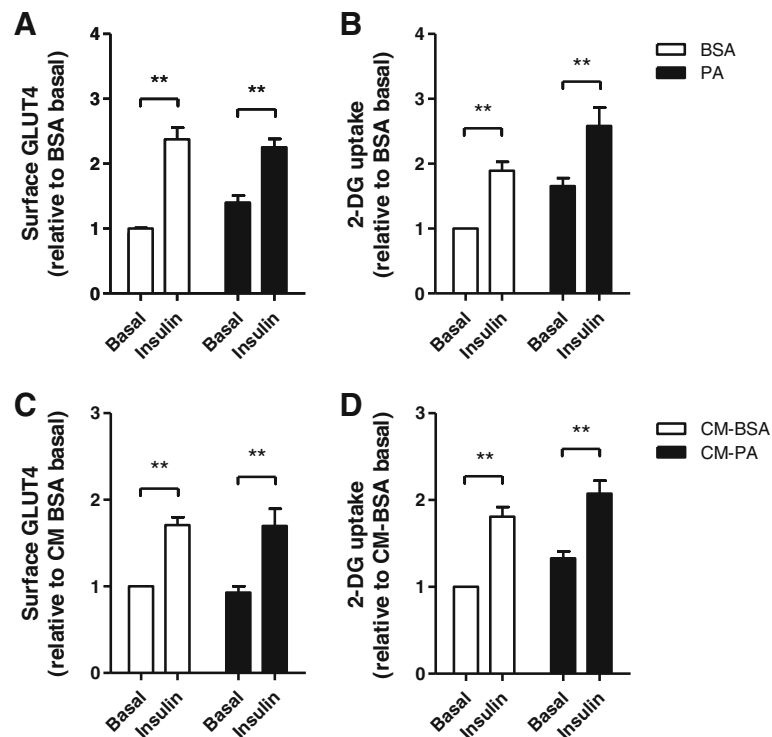 A
Surface GLUT4
(relative to BSA basal)
4
3
2
1
0
**
**
Basal
Insulin
Basal
Insulin
B
2-DG uptake
(relative to BSA basal)
4
3
2
1
0
**
**
Basal
Insulin
Basal
Insulin
BSA
PA
C
Surface GLUT4
(relative to CM BSA basal)
3
2
1
0
**
**
Basal
Insulin
Basal
Insulin
D
2-DG uptake
(relative to CM-BSA basal)
3
2
1
0
**
**
Basal
Insulin
Basal
Insulin
CM-BSA
CM-PA